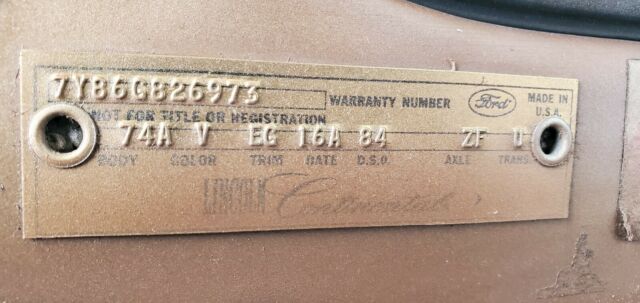 7Y86G826973
WARRANTY NUMBER Ford MADE IN U.S.A.
NOT FOR TITLE OR REGISTRATION
74A V EG 16A 84 ZF U
BODY COLOR TRIM DATE D.S.O. AXLE TRANS
LINCOLN Continental